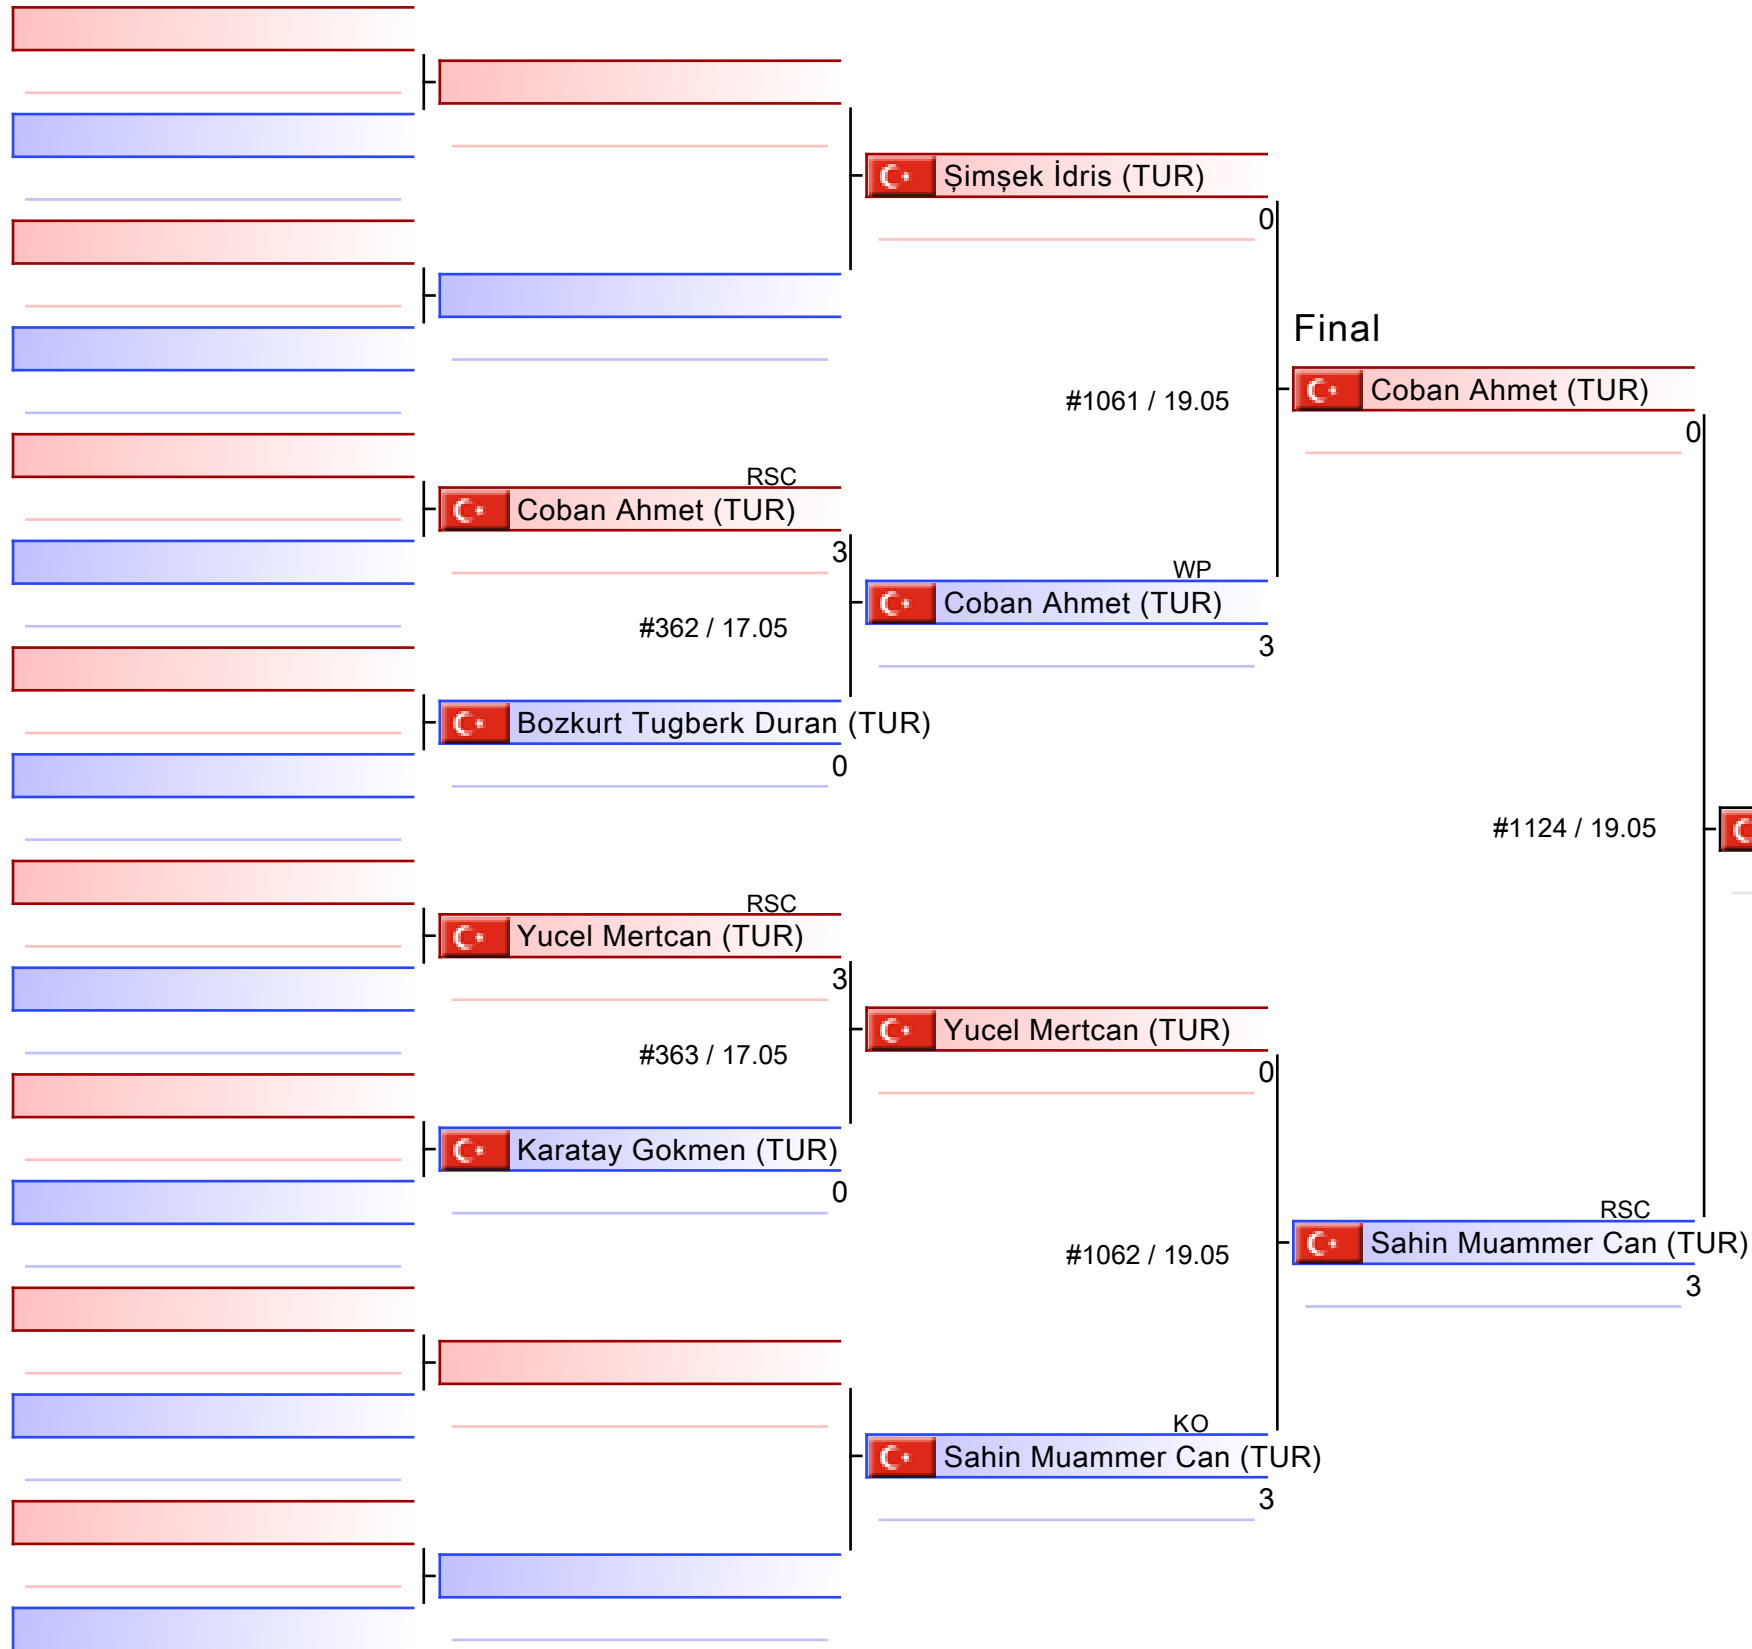 Şimşek İdris (TUR)
0
Final
#1061 / 19.05
Coban Ahmet (TUR)
0
RSC
Coban Ahmet (TUR)
3
WP
Coban Ahmet (TUR)
#362 / 17.05
3
Bozkurt Tugberk Duran (TUR)
0
#1124 / 19.05
RSC
Yucel Mertcan (TUR)
3
Yucel Mertcan (TUR)
#363 / 17.05
0
Karatay Gokmen (TUR)
0
RSC
Sahin Muammer Can (TUR)
#1062 / 19.05
3
KO
Sahin Muammer Can (TUR)
3